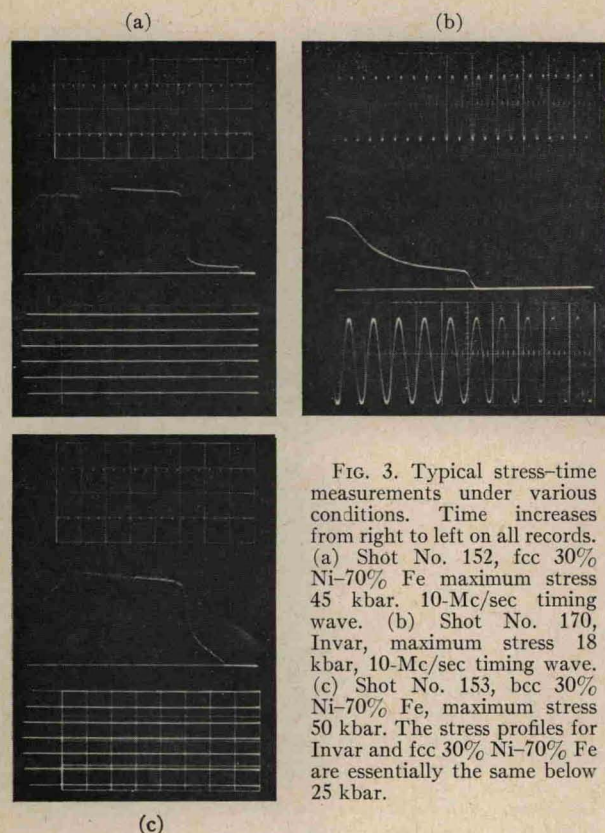 (a)
(b)
FIG. 3. Typical stress–time
measurements under various
conditions. Time increases
from right to left on all records.
(a) Shot No. 152, fcc 30%
Ni–70% Fe maximum stress
45 kbar. 10-Mc/sec timing
wave. (b) Shot No. 170,
Invar, maximum stress 18
kbar, 10-Mc/sec timing wave.
(c) Shot No. 153, bcc 30%
Ni–70% Fe, maximum stress
50 kbar. The stress profiles for
Invar and fcc 30% Ni–70% Fe
are essentially the same below
25 kbar.
(c)